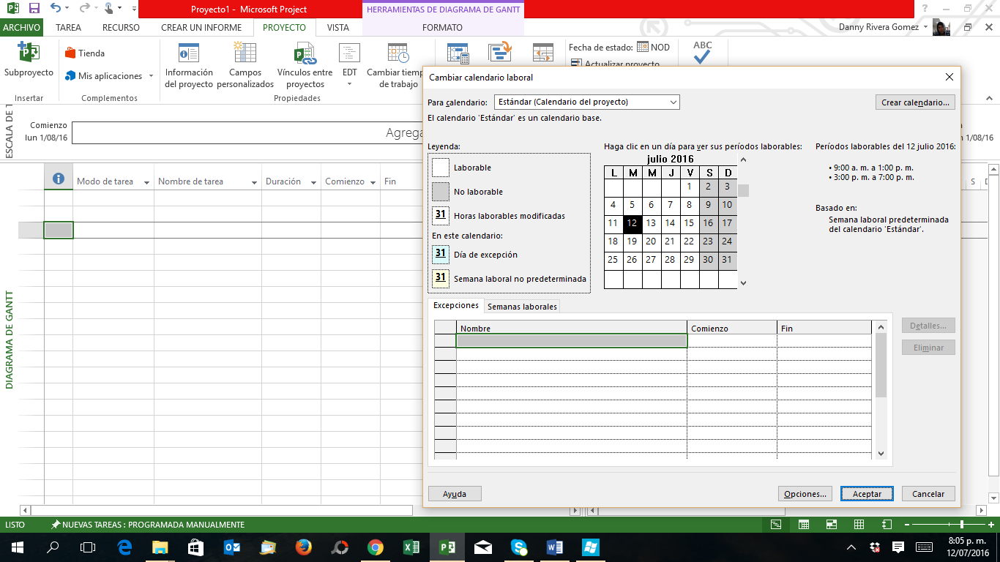 Proyecto1 - Microsoft Project
HERRAMIENTAS DE DIAGRAMA DE GANTT
ARCHIVO TAREA RECURSO CREAR UN INFORME PROYECTO VISTA FORMATO
Danny Rivera Gomez
Subproyecto
Tienda
Mis aplicaciones
Información
del proyecto
Campos
personalizados
Vínculos entre
proyectos
EDT
Cambiar tiemp
de trabajo
Fecha de estado: NOD
Actualizar proyecto
ABC
Insertar
Complementos
Propiedades
ESCALA DE T
Comienzo
lun 1/08/16
Agrega
1/08/16
Modo de tarea Nombre de tarea Duración Comienzo Fin
S
DIAGRAMA DE GANTT
Cambiar calendario laboral
Para calendario: Estándar (Calendario del proyecto)
Crear calendario...
El calendario 'Estándar' es un calendario base.
Leyenda:
Laborable
No laborable
31 Horas laborables modificadas
En este calendario:
31 Día de excepción
31 Semana laboral no predeterminada
Haga clic en un día para ver sus períodos laborables:
julio 2016
L M M J V S D
1 2 3
4 5 6 7 8 9 10
11 12 13 14 15 16 17
18 19 20 21 22 23 24
25 26 27 28 29 30 31
Períodos laborables del 12 julio 2016:
• 9:00 a. m. a 1:00 p. m.
• 3:00 p. m. a 7:00 p. m.
Basado en:
Semana laboral predeterminada
del calendario 'Estándar'.
Excepciones Semanas laborales
Nombre Comienzo Fin
Detalles...
Eliminar
Ayuda
Opciones...
Aceptar
Cancelar
LISTO
NUEVAS TAREAS : PROGRAMADA MANUALMENTE
8:05 p. m.
12/07/2016